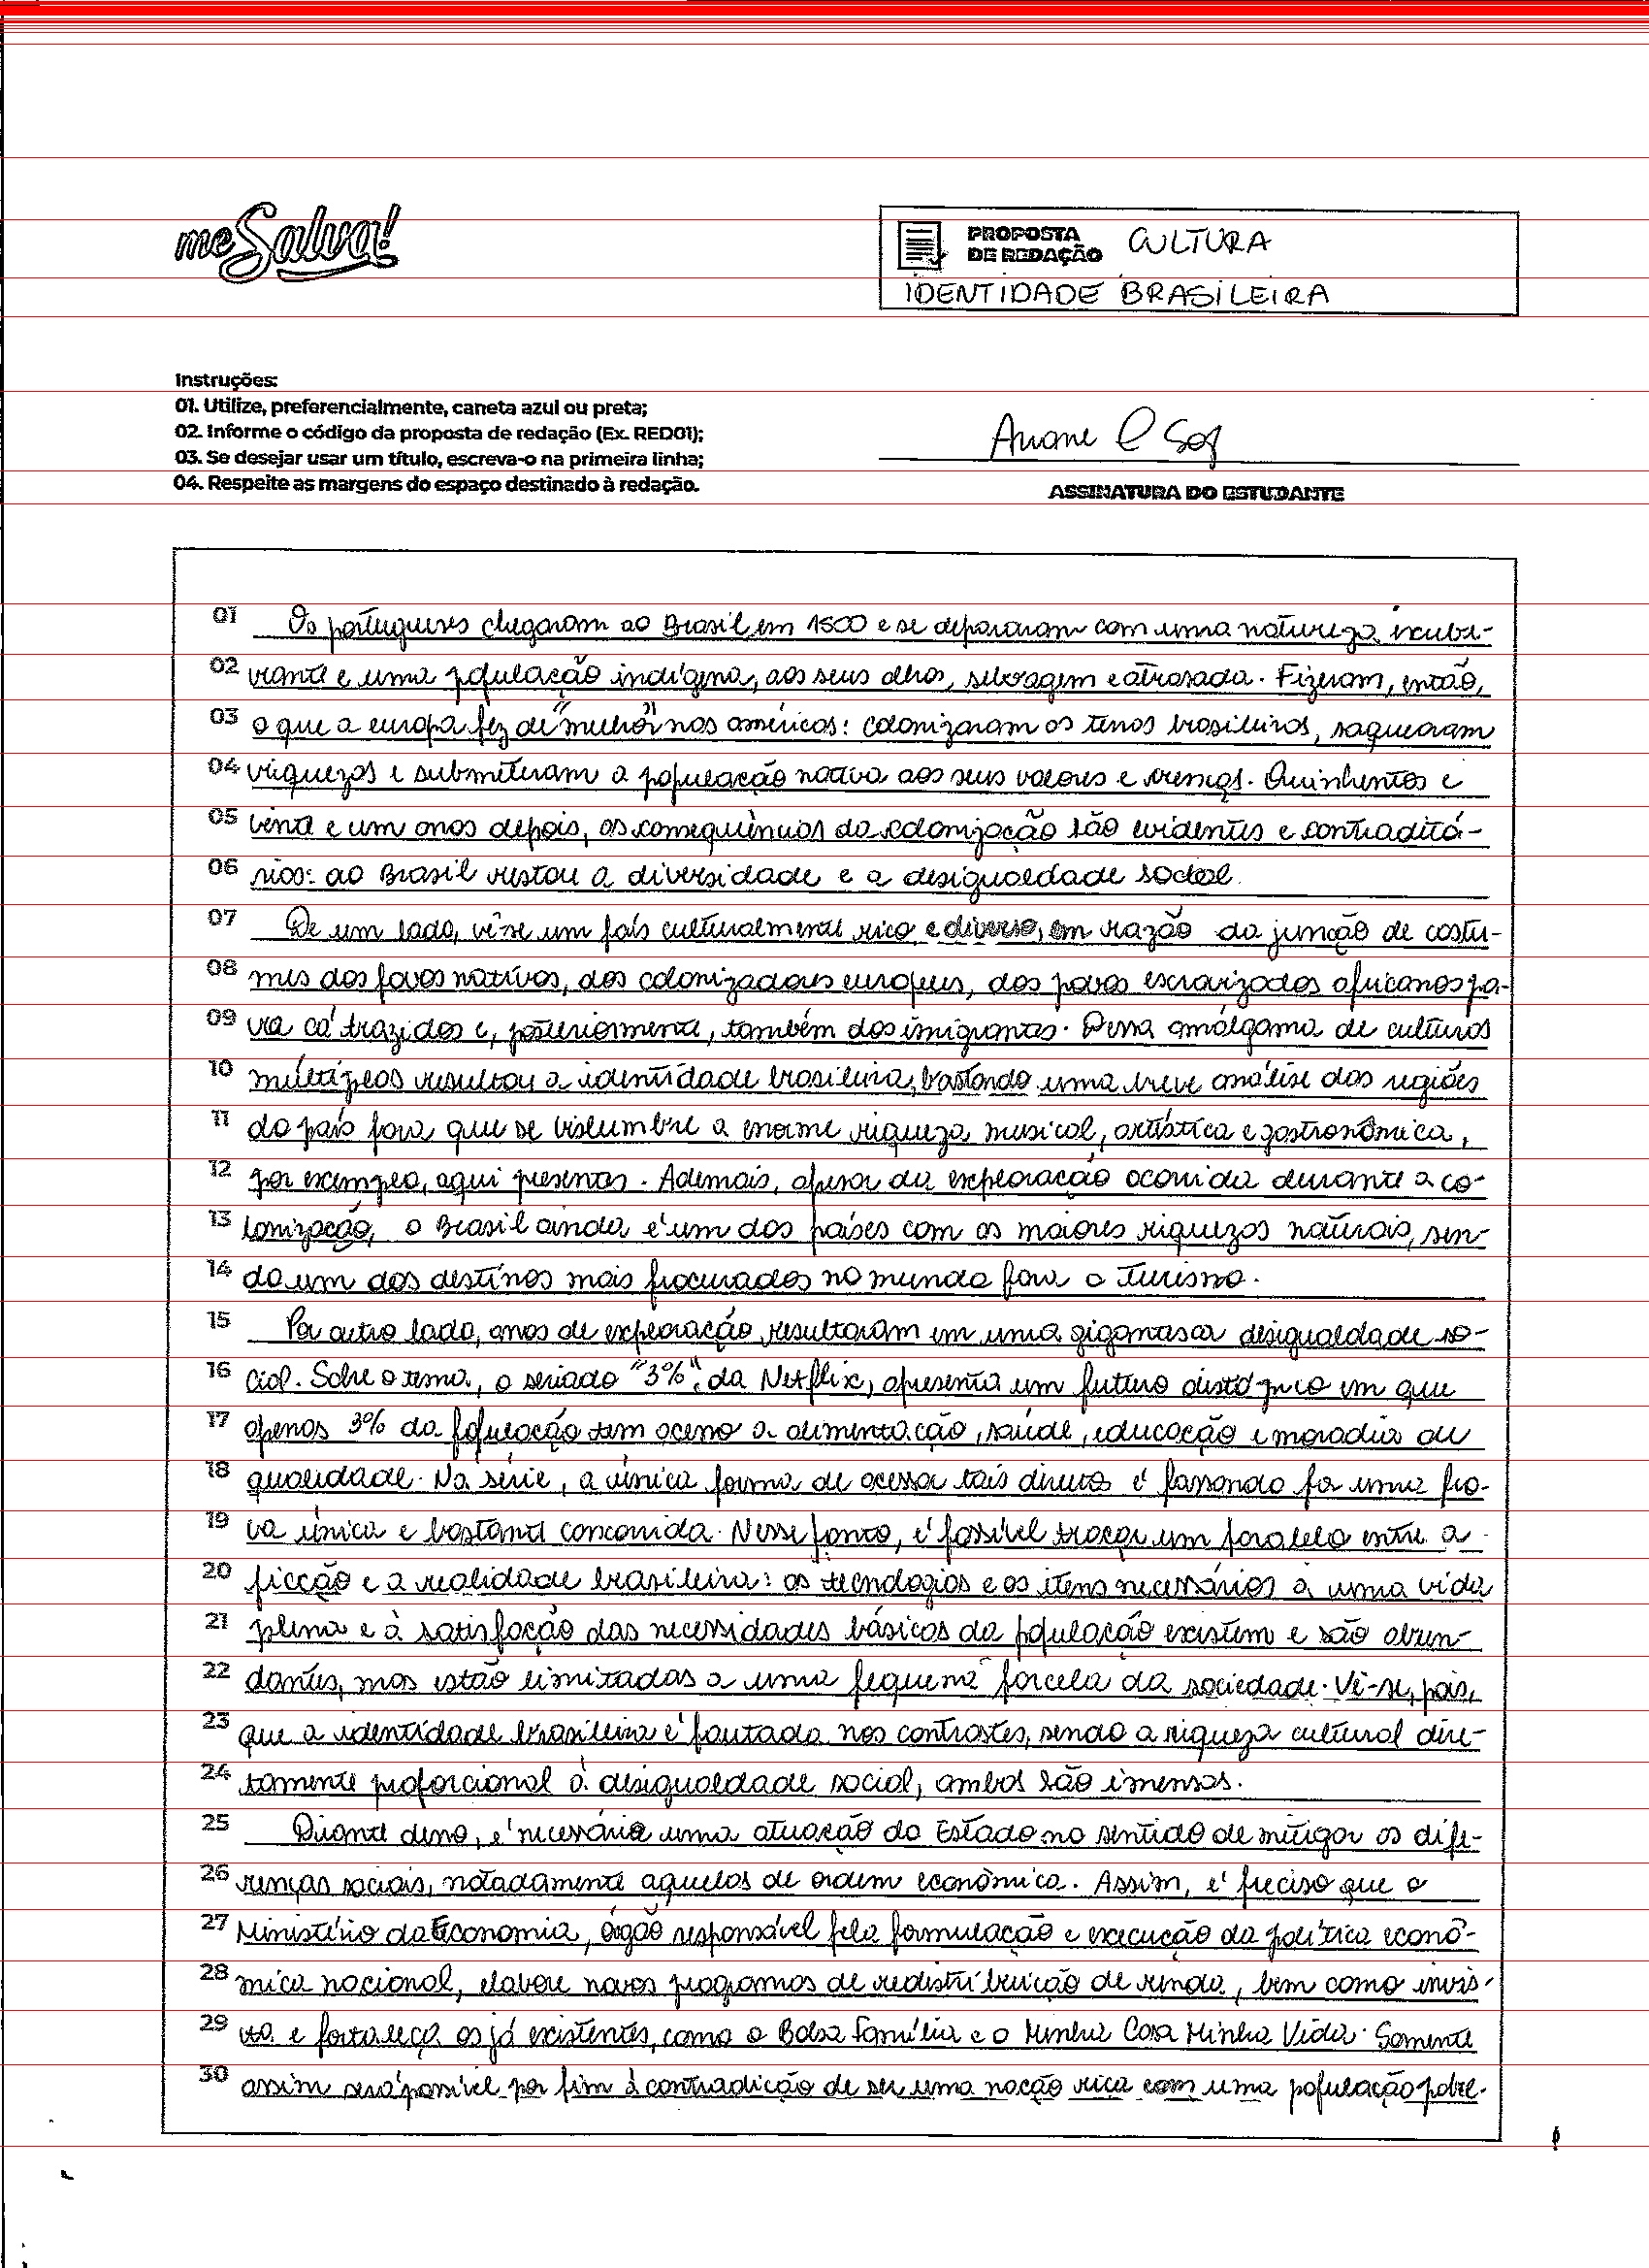 me Salva!
PROPOSTA DE REDAÇÃO CULTURA
IDENTIDADE BRASILEIRA
Instruções:
01. Utilize, preferencialmente, caneta azul ou preta;
02. Informe o código da proposta de redação (Ex. RED01);
03. Se desejar usar um título, escreva-o na primeira linha;
04. Respeite as margens do espaço destinado à redação.
ASSINATURA DO ESTUDANTE
01 Os portugueses chegaram ao Brasil em 1500 e se depararam com uma natureza exube-
02 rante e uma população indígena, aos seus olhos, selvagem e atrasada. Fizeram, então,
03 o que a europa fez de "melhor" nas américas: colonizaram as terras brasileiras, saquearam
04 riquezas e submeteram a população nativa aos seus valores e crenças. Quinhentos e
05 vinte e um anos depois, as consequências da colonização são evidentes e contraditó-
06 rias: ao Brasil restou a diversidade e a desigualdade social.
07 De um lado, vê-se um país culturalmente rico e diverso, em razão da junção de costu-
08 mes dos povos nativos, dos colonizadores europeus, dos povos escravizados africanos pa-
09 ra cá trazidos e, posteriormente, também dos imigrantes. Dessa amálgama de culturas
10 múltiplas resultou a identidade brasileira, bastando uma breve análise das regiões
11 do país para que se vislumbre a enorme riqueza musical, artística e gastronômica,
12 por exemplo, aqui presentes. Ademais, apesar da exploração ocorrida durante a co-
13 lonização, o Brasil ainda é um dos países com as maiores riquezas naturais, sen-
14 do um dos destinos mais procurados no mundo para o turismo.
15 Por outro lado, anos de exploração resultaram em uma gigantesca desigualdade so-
16 cial. Sobre o tema, o seriado "3%", da Netflix, apresenta um futuro distópico em que
17 apenas 3% da população tem acesso a alimentação, saúde, educação e moradia de
18 qualidade. Na série, a única forma de acessar tais direitos é passando por uma pro-
19 va única e bastante concorrida. Nesse ponto, é possível traçar um paralelo entre a
20 ficção e a realidade brasileira: as tecnologias e os itens necessários a uma vida
21 plena e à satisfação das necessidades básicas da população existem e são abun-
22 dantes, mas estão limitadas a uma pequena parcela da sociedade. Vê-se, pois,
23 que a identidade brasileira é pautada nos contrastes, sendo a riqueza cultural dire-
24 tamente proporcional à desigualdade social, ambas são imensas.
25 Diante disso, é necessária uma atuação do Estado no sentido de mitigar as dife-
26 renças sociais, notadamente aquelas de ordem econômica. Assim, é preciso que o
27 Ministério da Economia, órgão responsável pela formulação e execução da política econô-
28 mica nacional, elabore novos programas de redistribuição de renda, bem como invis-
29 ta e fortaleça os já existentes, como o Bolsa Família e o Minha Casa Minha Vida. Somente
30 assim será possível por fim à contradição de ser uma nação rica com uma população pobre.